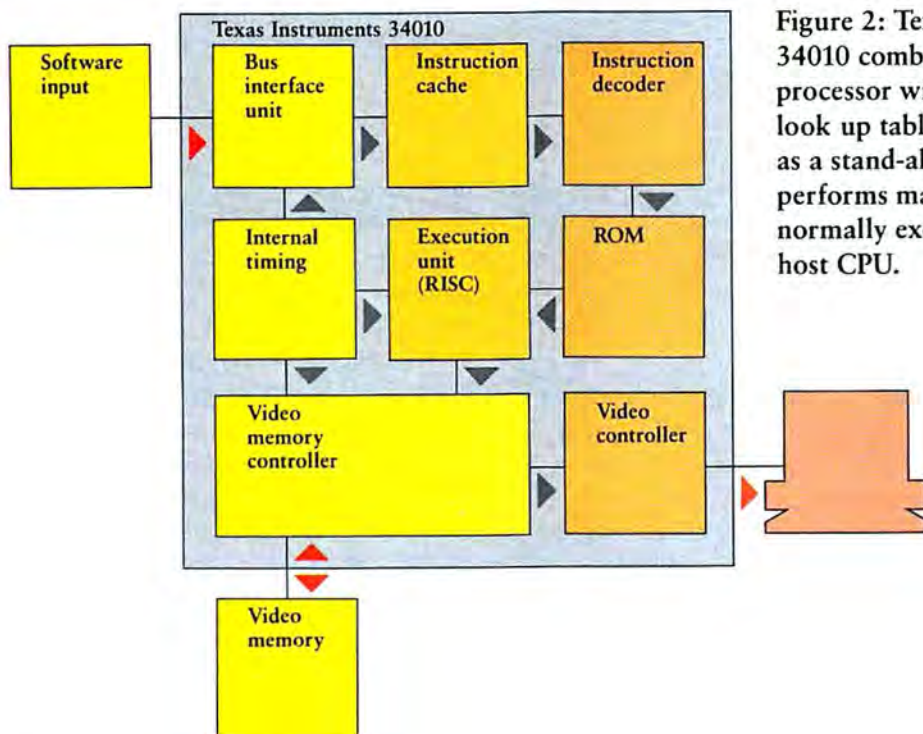 Texas Instruments 34010
Software
input
Bus
interface
unit
Instruction
cache
Instruction
decoder
Internal
timing
Execution
unit
(RISC)
ROM
Video
memory
controller
Video
controller
Video
memory
Figure 2: Te
34010 comb
processor wi
look up tabl
as a stand-al
performs ma
normally ex
host CPU.